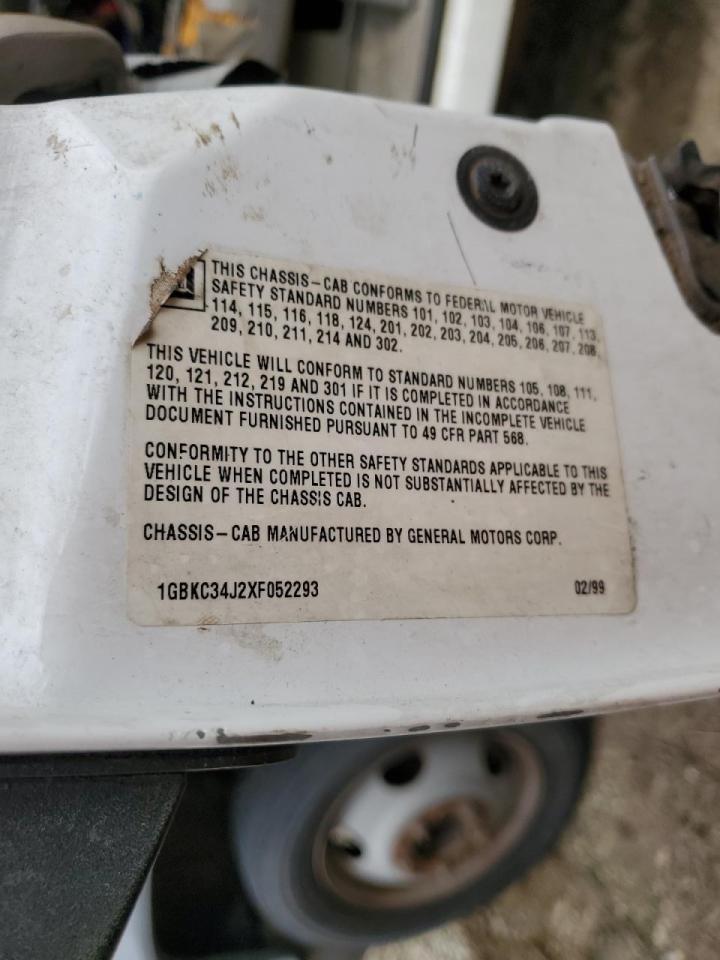 THIS CHASSIS-CAB CONFORMS TO FEDERAL MOTOR VEHICLE
SAFETY STANDARD NUMBERS 101, 102, 103, 104, 106, 107, 113,
114, 115, 116, 118, 124, 201, 202, 203, 204, 205, 206, 207, 208,
209, 210, 211, 214 AND 302.
THIS VEHICLE WILL CONFORM TO STANDARD NUMBERS 105, 108, 111,
120, 121, 212, 219 AND 301 IF IT IS COMPLETED IN ACCORDANCE
WITH THE INSTRUCTIONS CONTAINED IN THE INCOMPLETE VEHICLE
DOCUMENT FURNISHED PURSUANT TO 49 CFR PART 568.
CONFORMITY TO THE OTHER SAFETY STANDARDS APPLICABLE TO THIS
VEHICLE WHEN COMPLETED IS NOT SUBSTANTIALLY AFFECTED BY THE
DESIGN OF THE CHASSIS CAB.
CHASSIS-CAB MANUFACTURED BY GENERAL MOTORS CORP.
1GBKC34J2XF052293 02/99